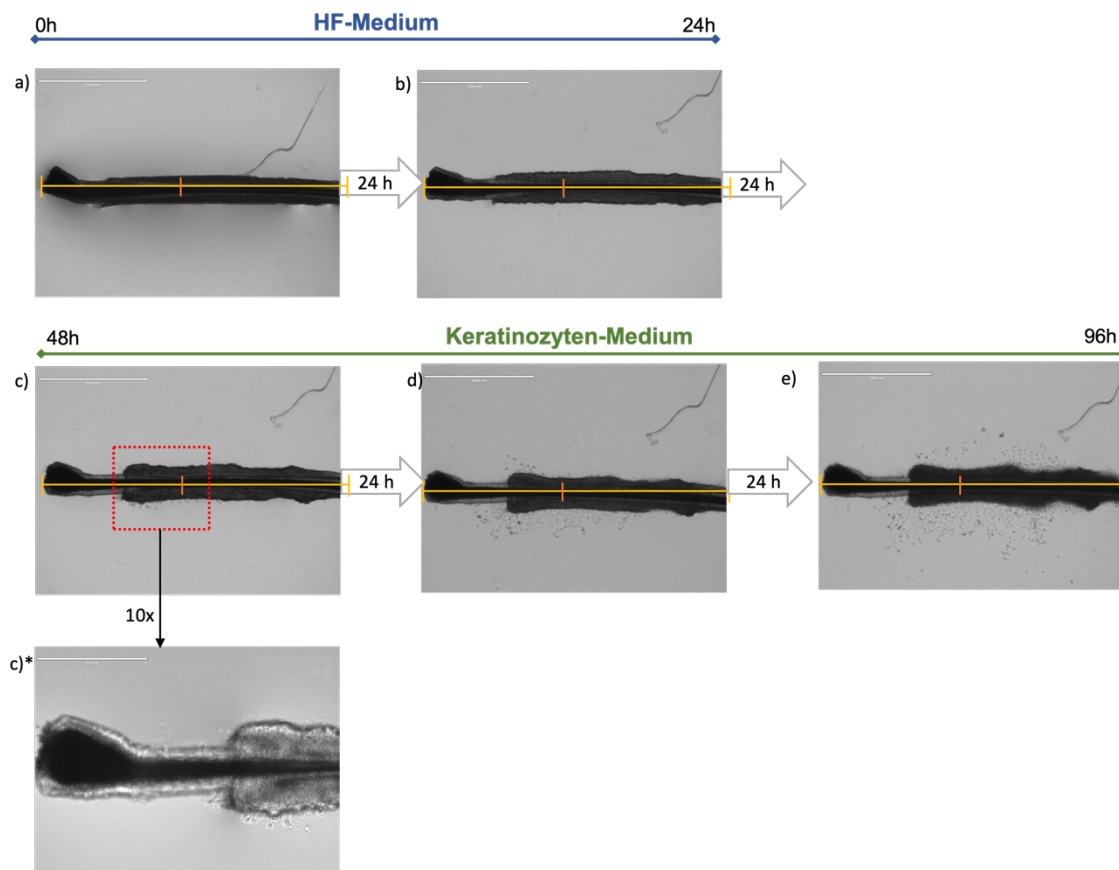 0h
HF-Medium
24h
a)
b)
24 h
24 h
48h
Keratinozyten-Medium
96h
c)
d)
e)
24 h
24 h
10x
c)*